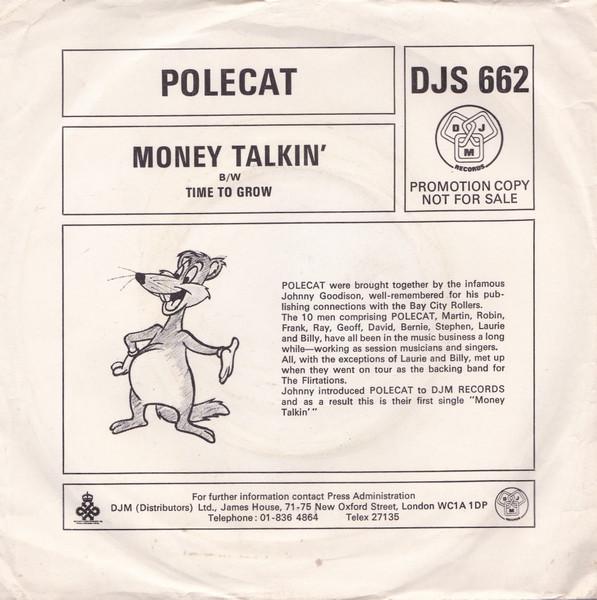 POLECAT
DJS 662
D J
M
RECORDS
PROMOTION COPY
NOT FOR SALE
MONEY TALKIN'
B/W
TIME TO GROW
POLECAT were brought together by the infamous
Johnny Goodison, well-remembered for his pub-
lishing connections with the Bay City Rollers.
The 10 men comprising POLECAT, Martin, Robin,
Frank, Ray, Geoff, David, Bernie, Stephen, Laurie
and Billy, have all been in the music business a long
while—working as session musicians and singers.
All, with the exceptions of Laurie and Billy, met up
when they went on tour as the backing band for
The Flirtations.
Johnny introduced POLECAT to DJM RECORDS
and as a result this is their first single "Money
Talkin'"
For further information contact Press Administration
DJM (Distributors) Ltd., James House, 71-75 New Oxford Street, London WC1A 1DP
Telephone: 01-836 4864 Telex 27135